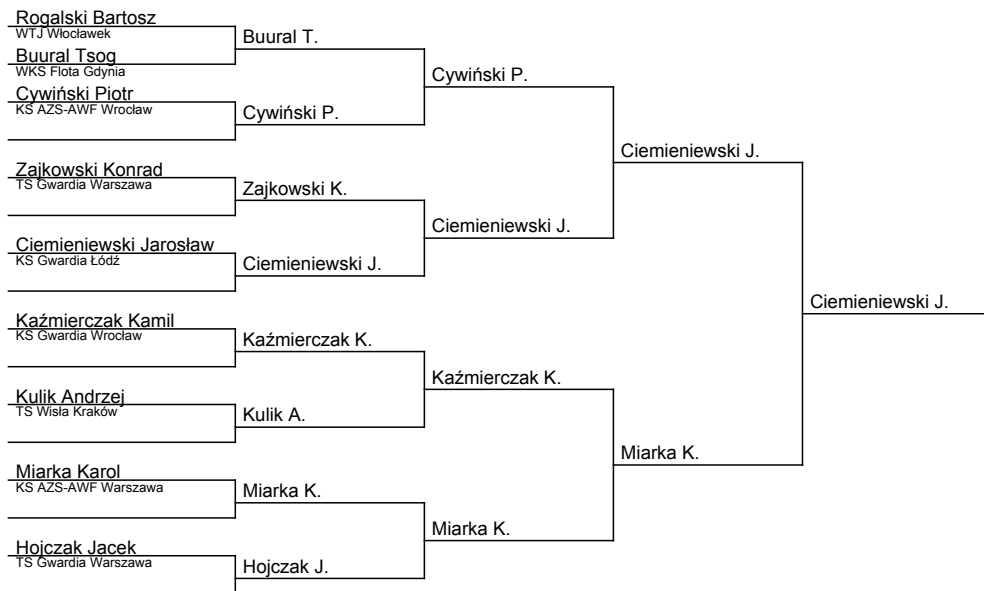 Rogalski Bartosz
WTJ Włocławek
Buural Tsog
WKS Flota Gdynia
Cywiński Piotr
KS AZS-AWF Wrocław
Zajkowski Konrad
TS Gwardia Warszawa
Ciemieniewski Jarosław
KS Gwardia Łódź
Kaźmierczak Kamil
KS Gwardia Wrocław
Kulik Andrzej
TS Wisła Kraków
Miarka Karol
KS AZS-AWF Warszawa
Hojczak Jacek
TS Gwardia Warszawa
Buural T.
Cywiński P.
Zajkowski K.
Ciemieniewski J.
Kaźmierczak K.
Kulik A.
Miarka K.
Hojczak J.
Cywiński P.
Ciemieniewski J.
Kaźmierczak K.
Miarka K.
Ciemieniewski J.
Miarka K.
Ciemieniewski J.